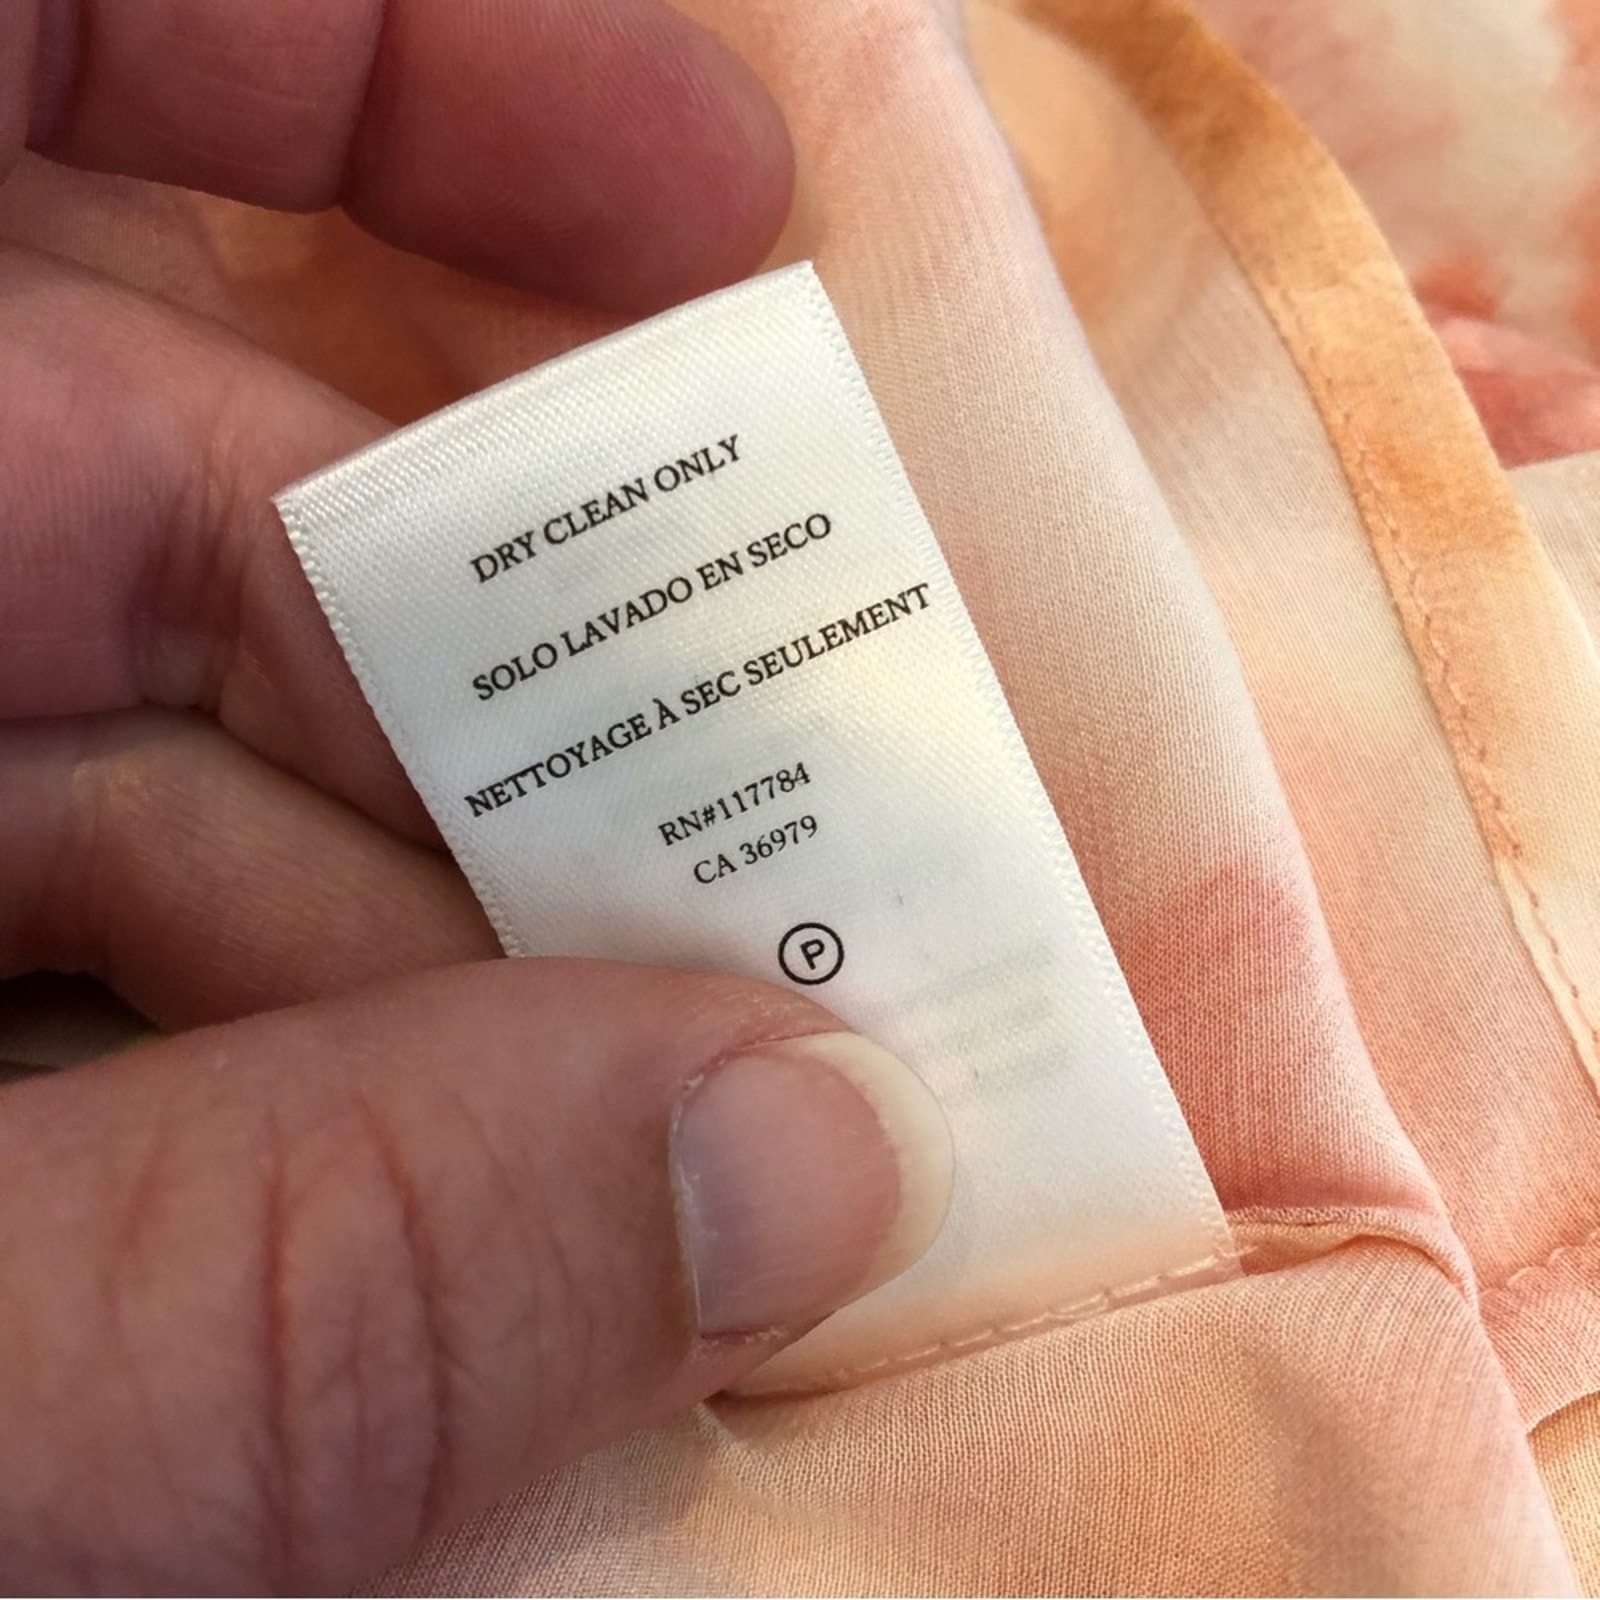 DRY CLEAN ONLY
SOLO LAVADO EN SECO
NETTOYAGE À SEC SEULEMENT
RN#117784
CA 36979
P